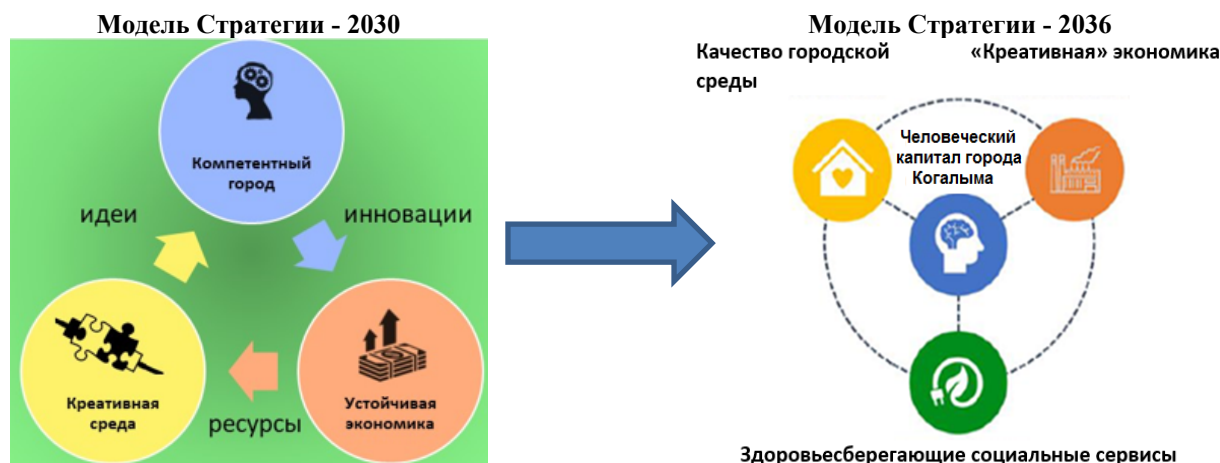 Модель Стратегии - 2030
Компетентный
город
идеи
инновации
Креативная
среда
ресурсы
Устойчивая
экономика
Модель Стратегии - 2036
Качество городской
среды
«Креативная» экономика
Человеческий
капитал города
Когалыма
Здоровьесберегающие социальные сервисы